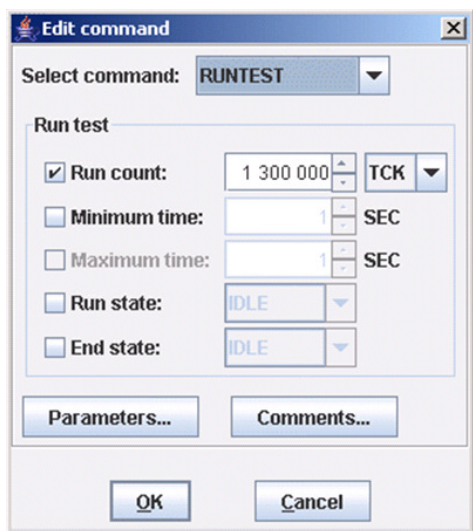 Edit command
Select command: RUNTEST
Run test
Run count: 1 300 000 TCK
Minimum time: 1 SEC
Maximum time: 1 SEC
Run state: IDLE
End state: IDLE
Parameters... Comments...
OK Cancel